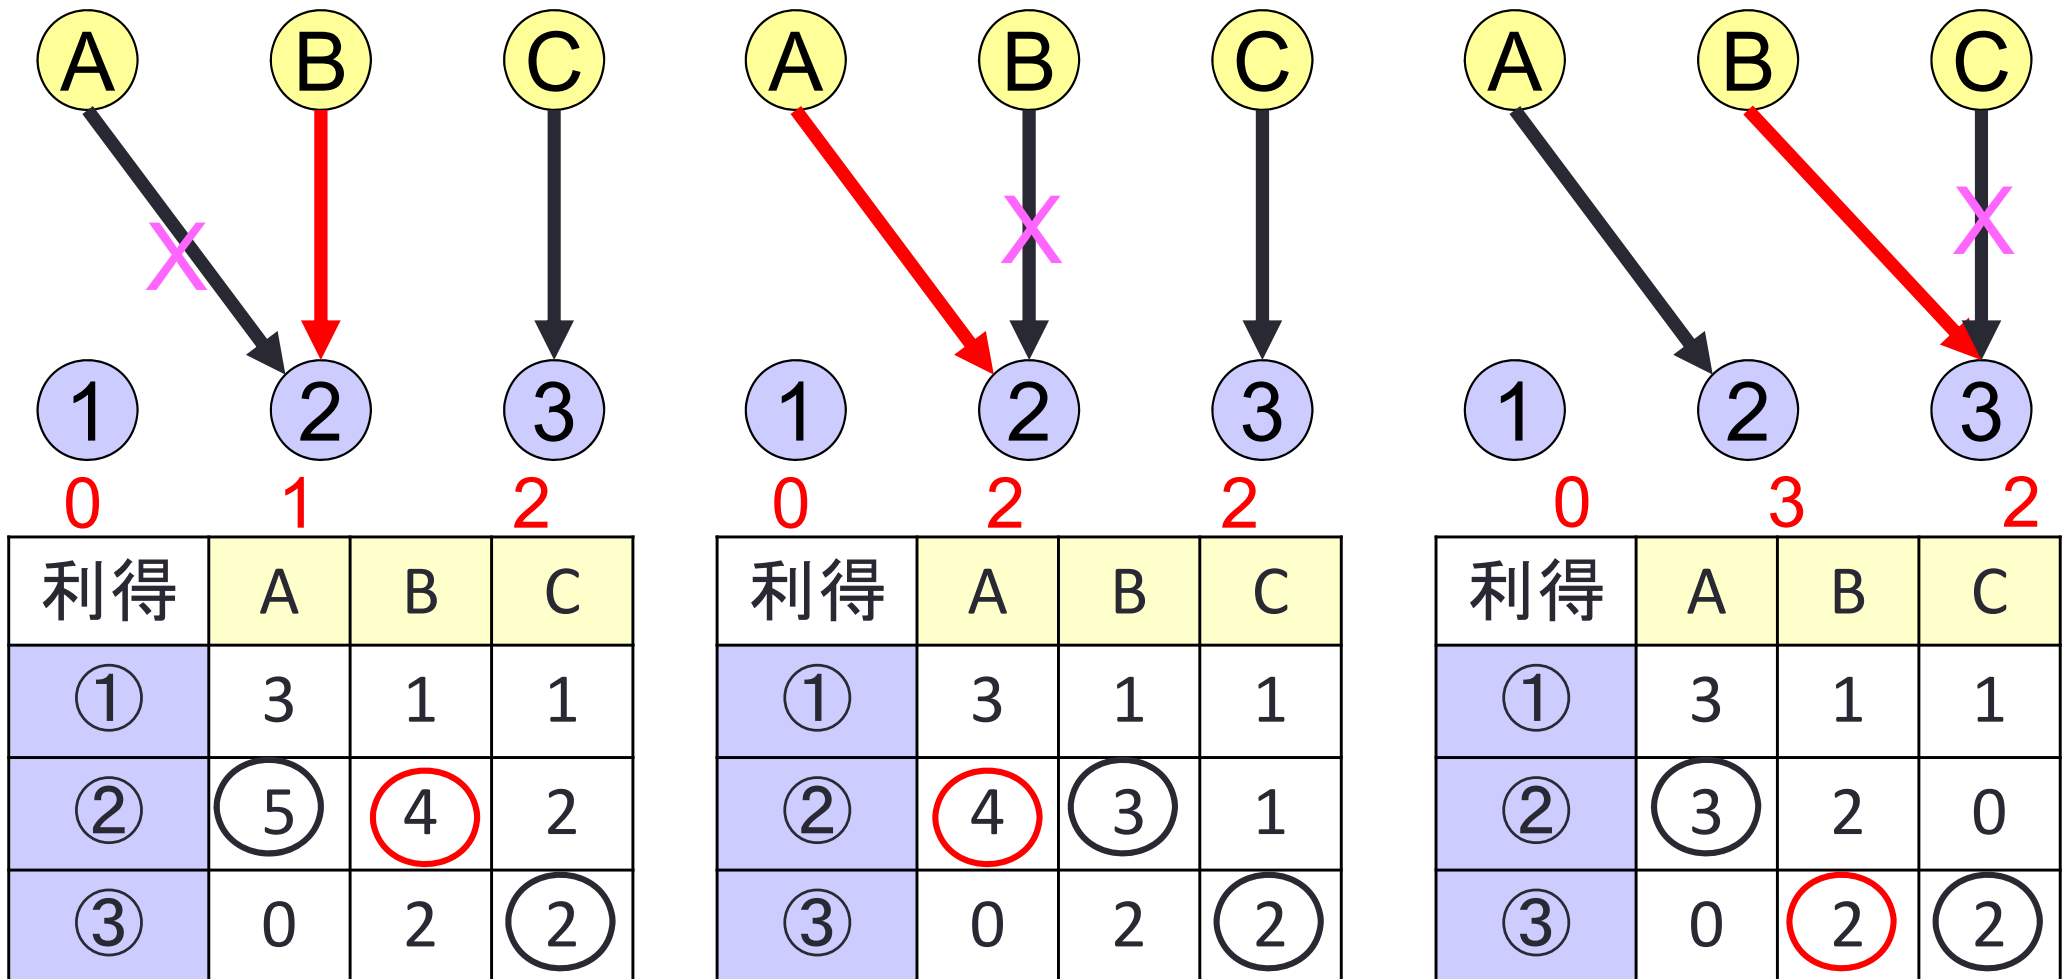 A B C A B C A B C
X X X
1 2 3 1 2 3 1 2 3
0 1 2 0 2 2 0 3 2
利得 A B C 利得 A B C 利得 A B C
① 3 1 1 ① 3 1 1 ① 3 1 1
② 5 4 2 ② 4 3 1 ② 3 2 0
③ 0 2 2 ③ 0 2 2 ③ 0 2 2